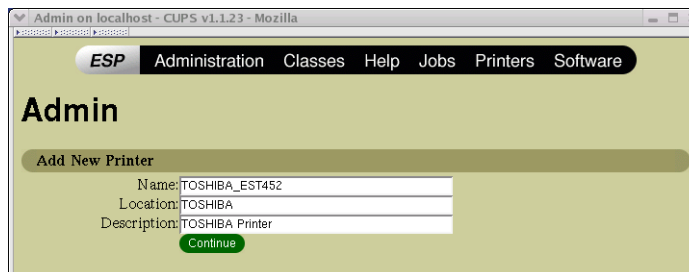 Admin on localhost - CUPS v1.1.23 - Mozilla
ESP Administration Classes Help Jobs Printers Software
Admin
Add New Printer
Name: TOSHIBA_EST452
Location: TOSHIBA
Description: TOSHIBA Printer
Continue